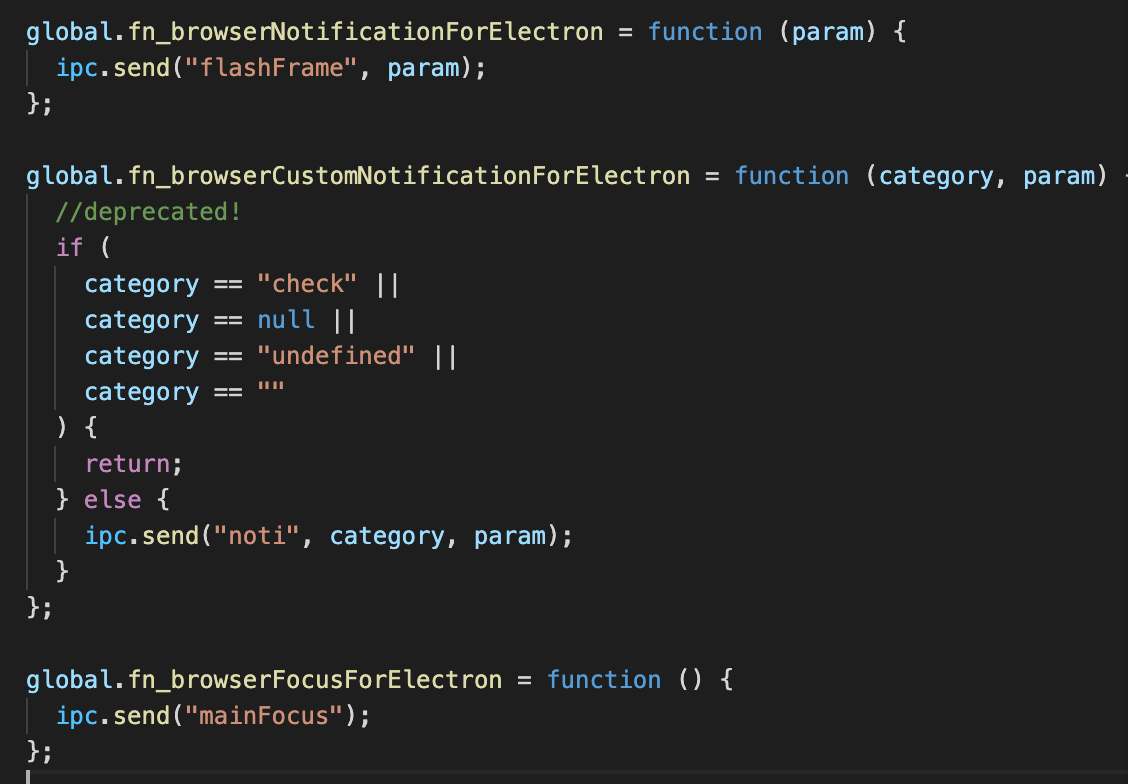 global.fn_browserNotificationForElectron = function (param) {
  ipc.send("flashFrame", param);
};

global.fn_browserCustomNotificationForElectron = function (category, param) {
  //deprecated!
  if (
    category == "check" ||
    category == null ||
    category == "undefined" ||
    category == ""
  ) {
    return;
  } else {
    ipc.send("noti", category, param);
  }
};

global.fn_browserFocusForElectron = function () {
  ipc.send("mainFocus");
};